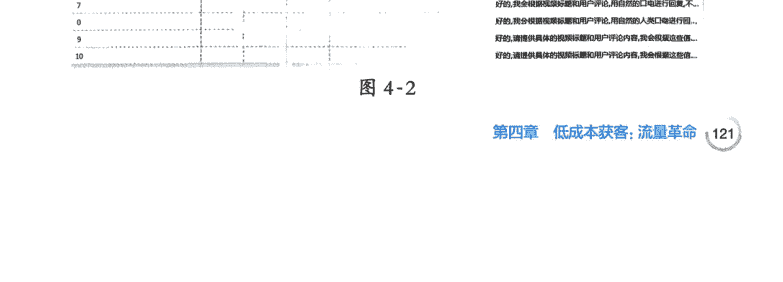 7
0
9
10
好的,我会根据视频标题和用户评论,用自然的口电进行回复,不...
好的,我分根据视频标题和用户评论,用自然的人类口电进行回...
好的,请提供具体的视频标题和用户评论内容,我会根据这些信...
好的,请提供具体的视频标题和用户评论内容,我会根据这些信...
图 4-2
第四章 低成本获客:流量革命 121